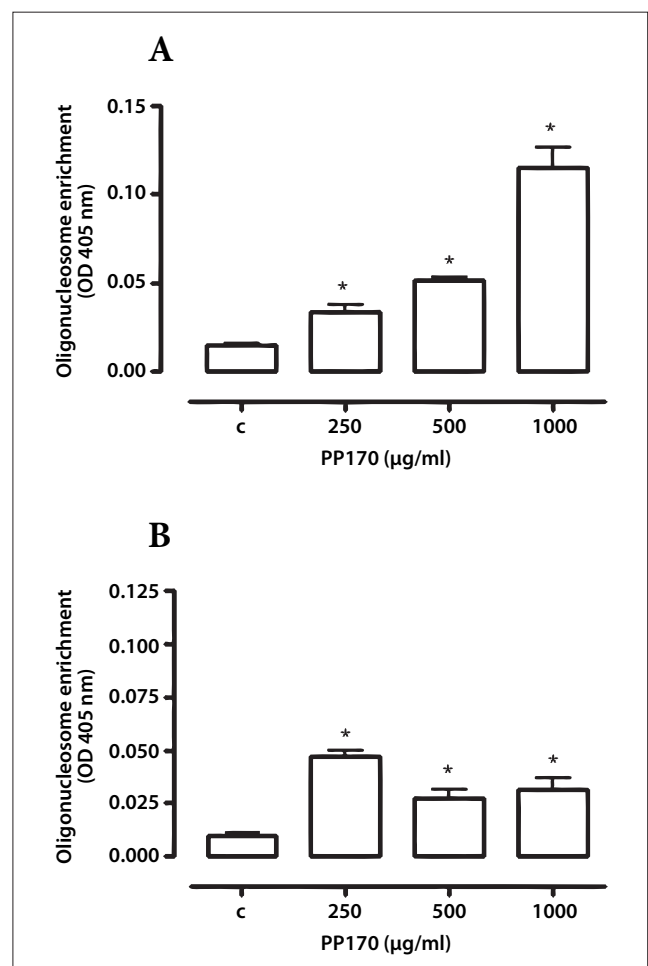 A
Oligonucleosome enrichment
(OD 405 nm)
0.15
0.10
0.05
0.00
*
*
*
c 250 500 1000
PP170 (µg/ml)
B
Oligonucleosome enrichment
(OD 405 nm)
0.125
0.100
0.075
0.050
0.025
0.000
*
*
*
c 250 500 1000
PP170 (µg/ml)